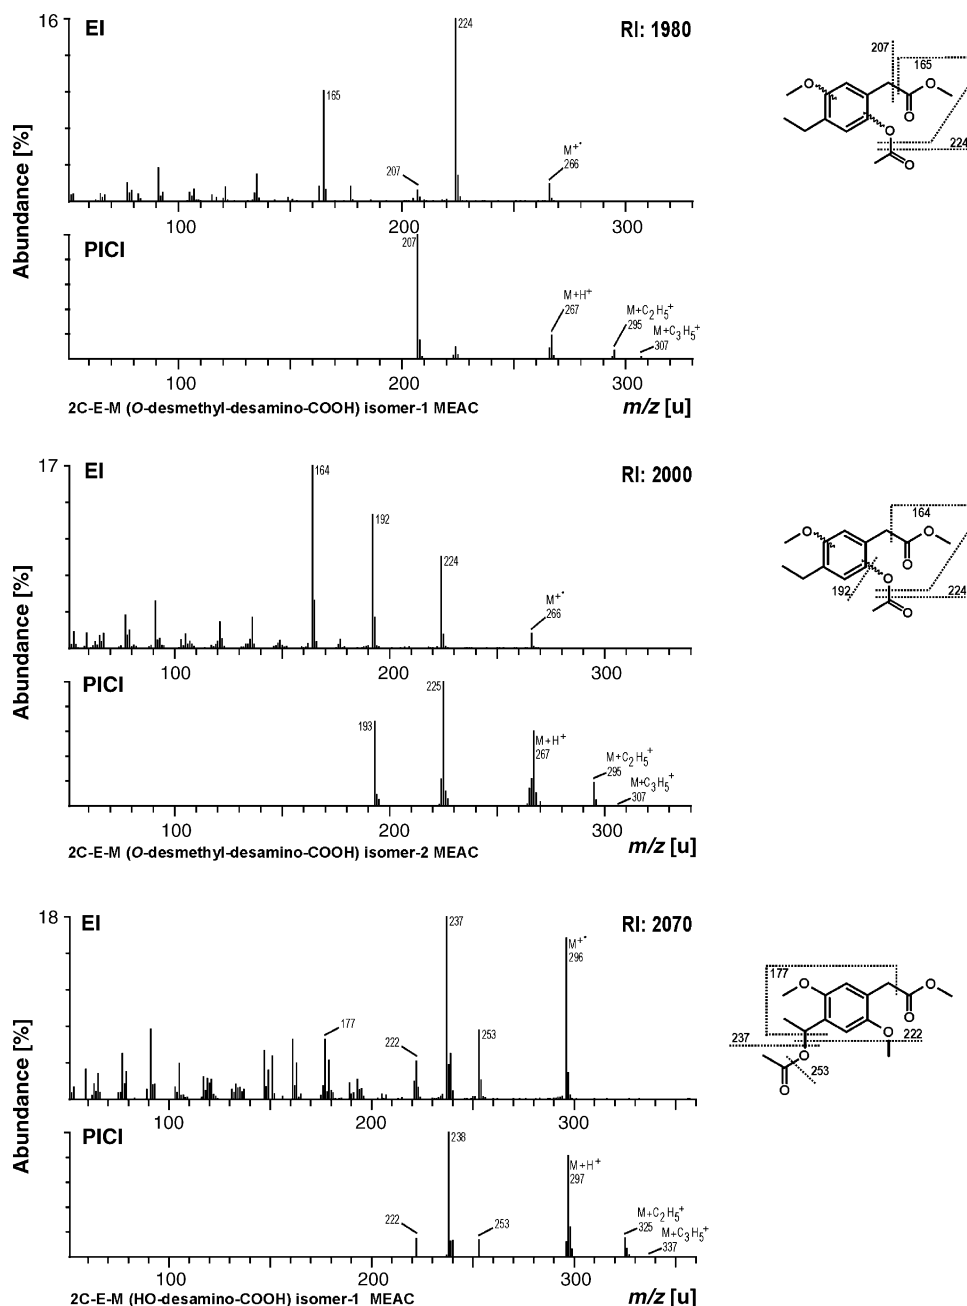 16
EI
RI: 1980
224
165
207
M+•
266
Abundance [%]
100
200
300
PICI
207
M+H+
267
M+C2H5+
295
M+C3H5+
307
100
200
300
2C-E-M (O-desmethyl-desamino-COOH) isomer-1 MEAC
m/z [u]
207
165
O
O
O
O
O
224
17
EI
RI: 2000
164
192
224
M+•
266
Abundance [%]
100
200
300
PICI
225
193
M+H+
267
M+C2H5+
295
M+C3H5+
307
100
200
300
2C-E-M (O-desmethyl-desamino-COOH) isomer-2 MEAC
m/z [u]
164
O
O
O
O
192
O
224
18
EI
RI: 2070
237
M+•
296
177
222
253
Abundance [%]
100
200
300
PICI
238
222
253
M+H+
297
M+C2H5+
325
M+C3H5+
337
100
200
300
2C-E-M (HO-desamino-COOH) isomer-1 MEAC
m/z [u]
177
O
O
O
O
222
237
O
253
O